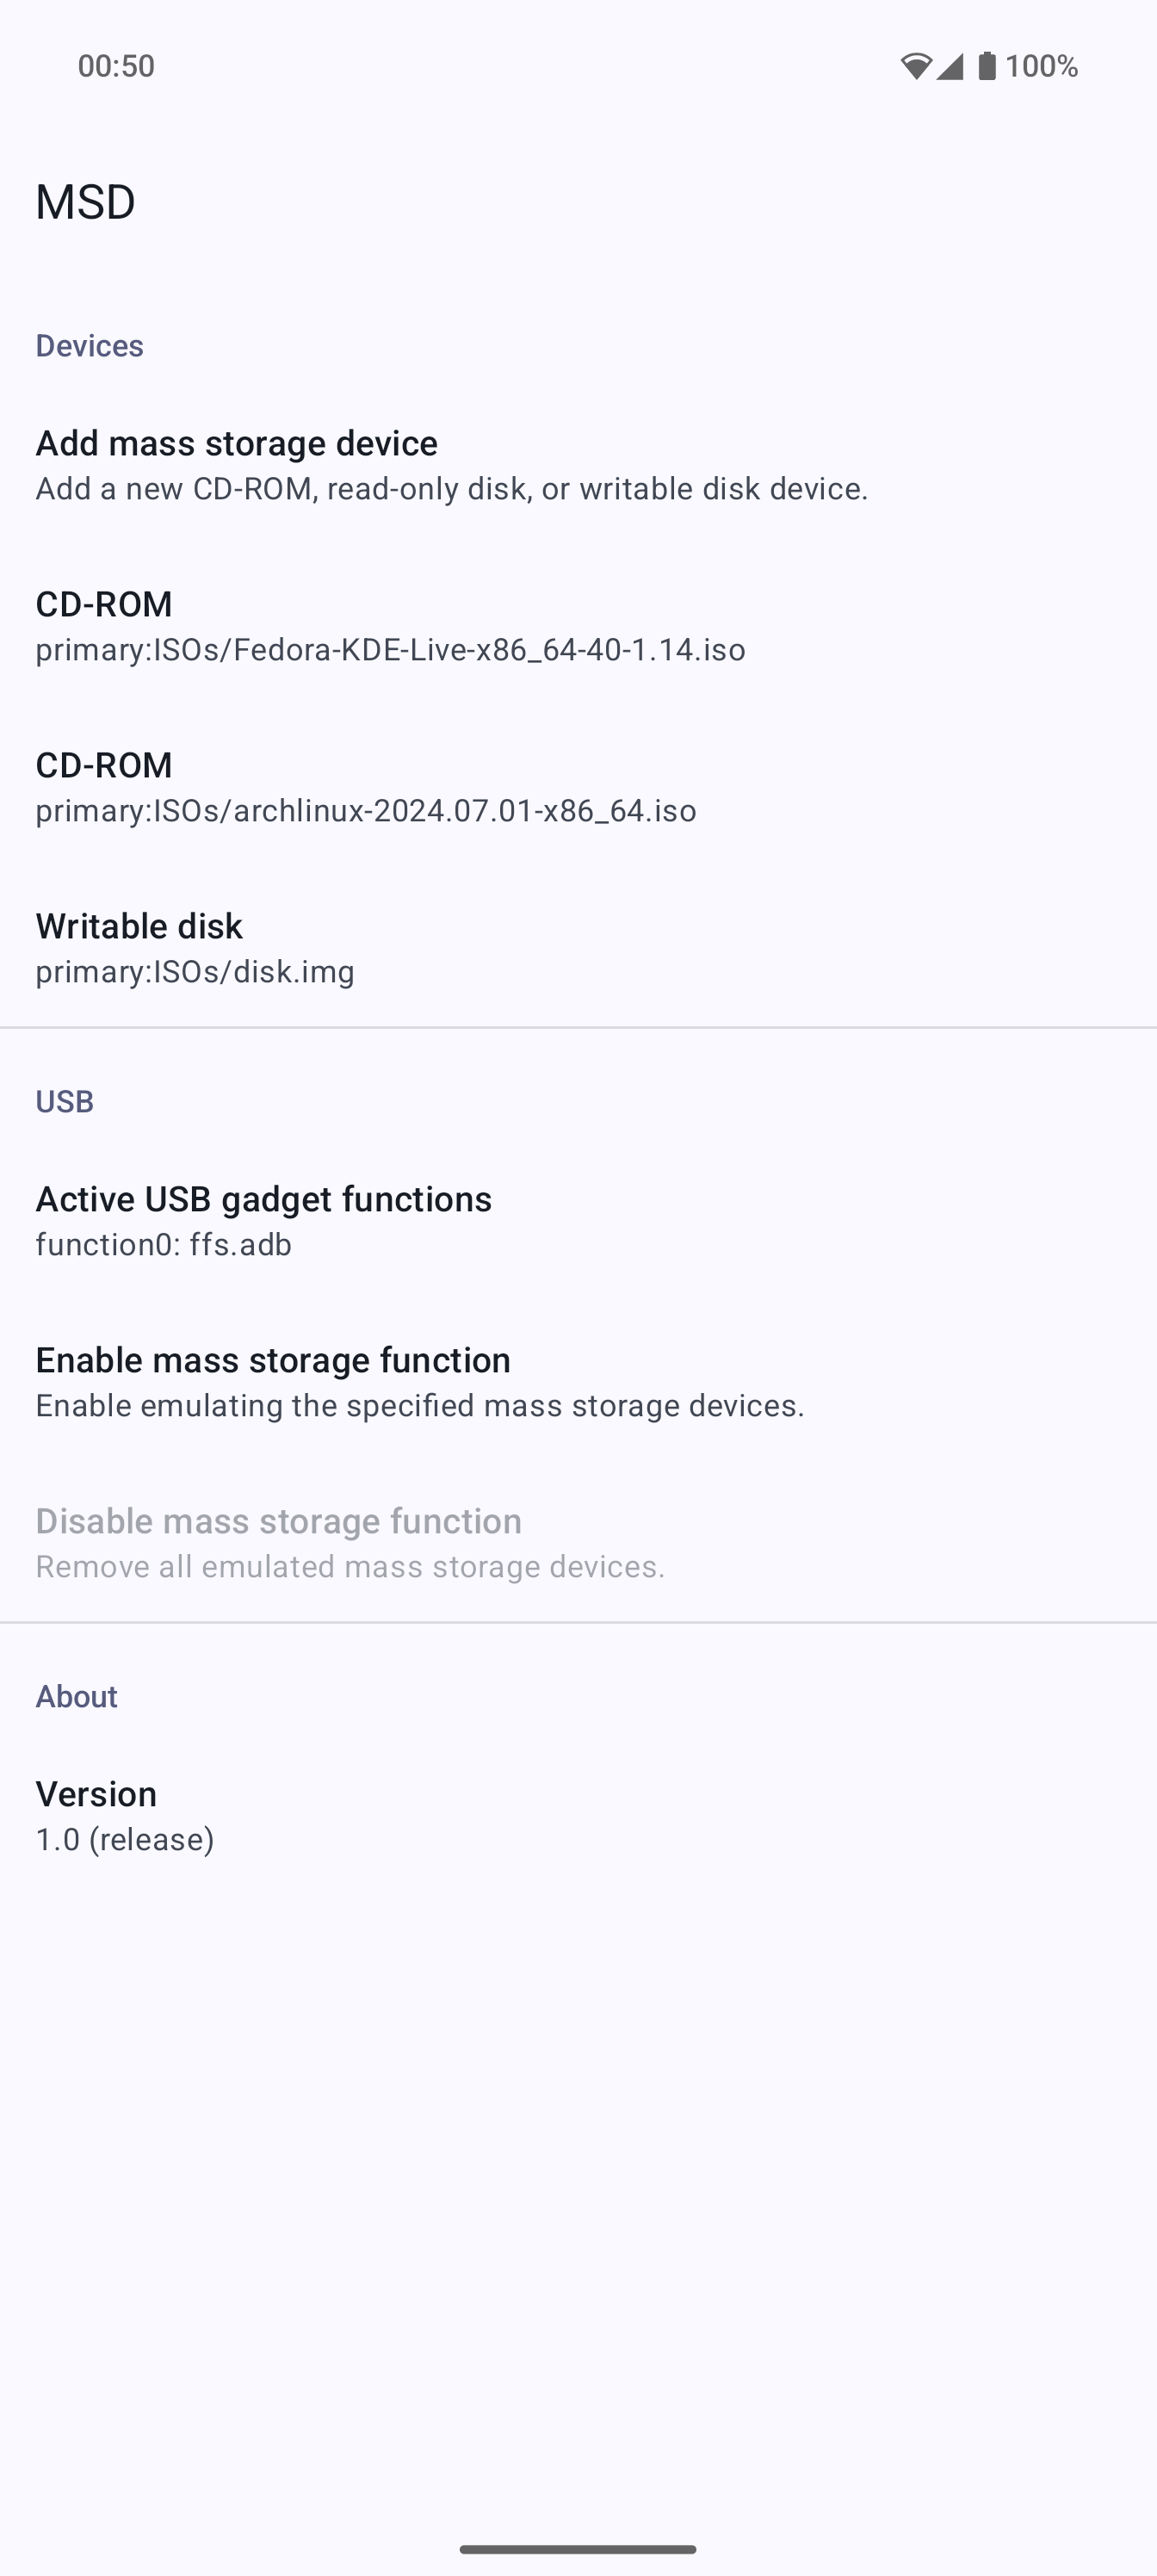 00:50
100%
MSD
Devices
Add mass storage device
Add a new CD-ROM, read-only disk, or writable disk device.
CD-ROM
primary:ISOs/Fedora-KDE-Live-x86_64-40-1.14.iso
CD-ROM
primary:ISOs/archlinux-2024.07.01-x86_64.iso
Writable disk
primary:ISOs/disk.img
USB
Active USB gadget functions
function0: ffs.adb
Enable mass storage function
Enable emulating the specified mass storage devices.
Disable mass storage function
Remove all emulated mass storage devices.
About
Version
1.0 (release)